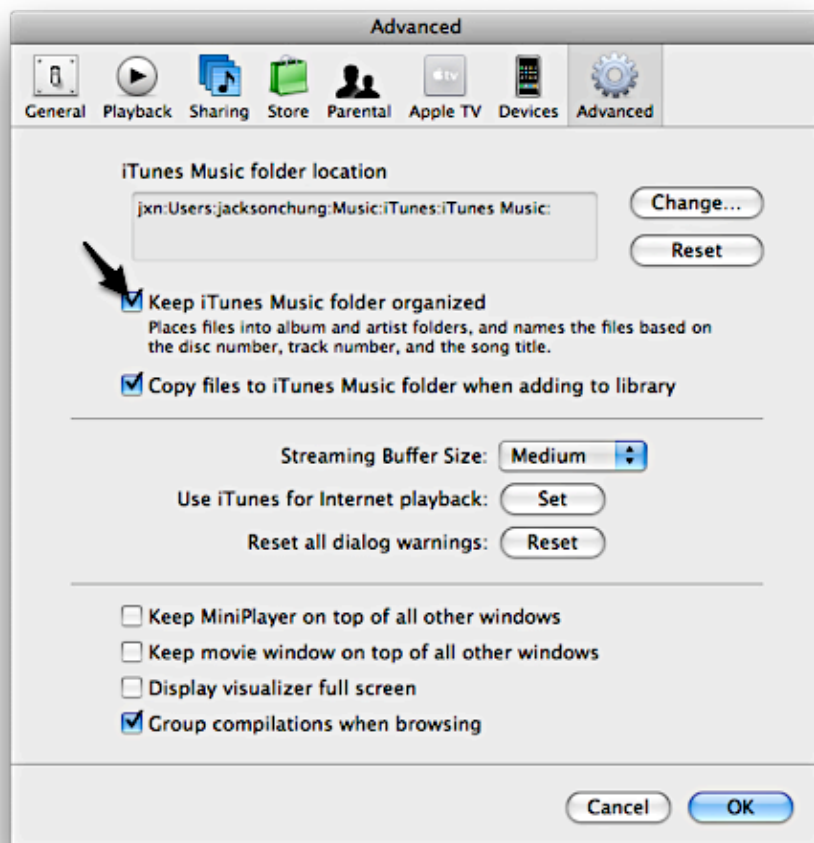 Advanced
General Playback Sharing Store Parental Apple TV Devices Advanced
iTunes Music folder location
jxn:Users:jacksonchung:Music:iTunes:iTunes Music:
Change...
Reset
Keep iTunes Music folder organized
Places files into album and artist folders, and names the files based on
the disc number, track number, and the song title.
Copy files to iTunes Music folder when adding to library
Streaming Buffer Size: Medium
Use iTunes for Internet playback: Set
Reset all dialog warnings: Reset
Keep MiniPlayer on top of all other windows
Keep movie window on top of all other windows
Display visualizer full screen
Group compilations when browsing
Cancel OK